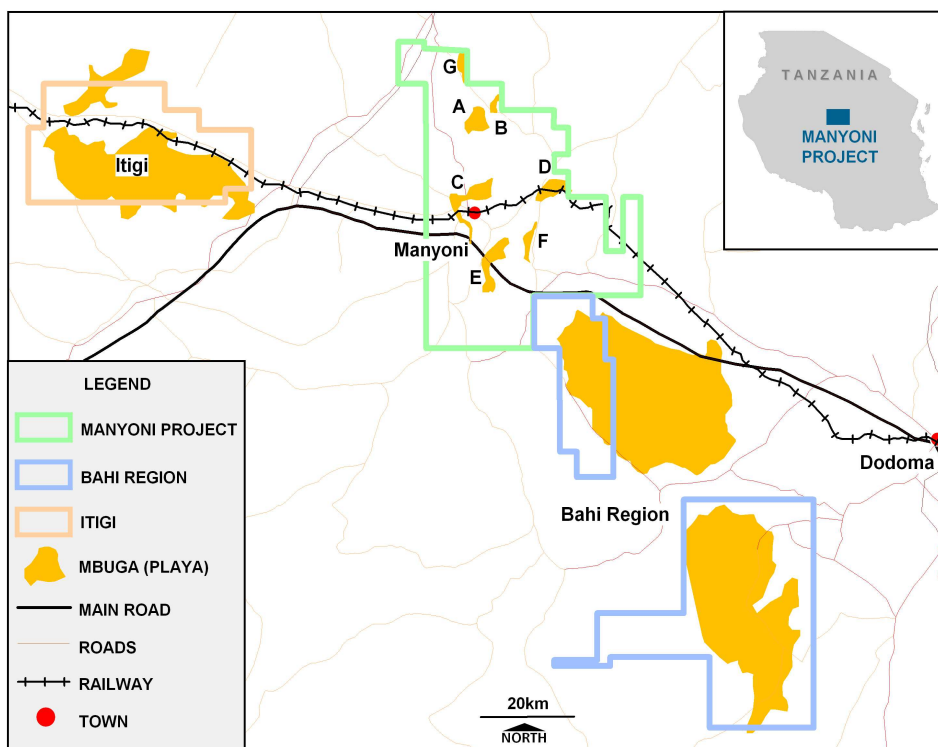 TANZANIA
MANYONI
PROJECT
G
A
B
Itigi
C
D
Manyoni
F
E
LEGEND
MANYONI PROJECT
BAHI REGION
ITIGI
MBUGA (PLAYA)
MAIN ROAD
ROADS
RAILWAY
TOWN
Dodoma
Bahi Region
20km
NORTH